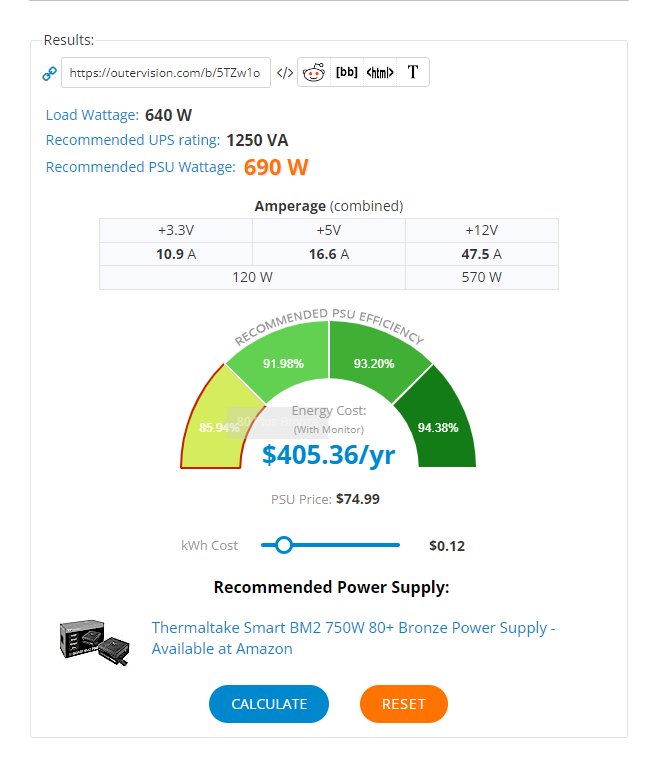 Results:
https://outervision.com/b/5TZw1o
</> [bb] <html> T
Load Wattage: 640 W
Recommended UPS rating: 1250 VA
Recommended PSU Wattage: 690 W
Amperage (combined)
+3.3V +5V +12V
10.9 A 16.6 A 47.5 A
120 W 570 W
RECOMMENDED PSU EFFICIENCY
91.98% 93.20%
85.94% 94.38%
Energy Cost:
(With Monitor)
$405.36/yr
PSU Price: $74.99
kWh Cost $0.12
Recommended Power Supply:
Thermaltake Smart BM2 750W 80+ Bronze Power Supply -
Available at Amazon
CALCULATE RESET